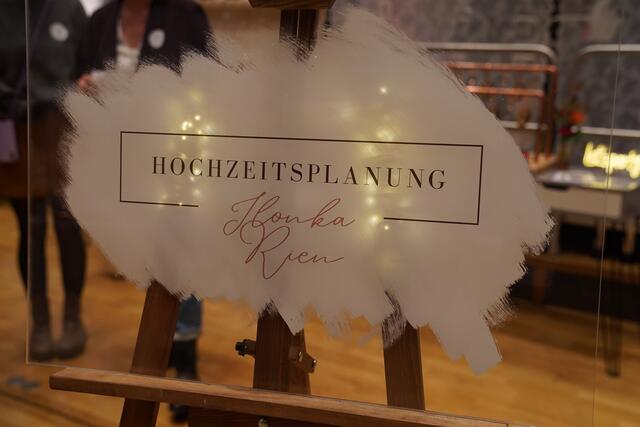 HOCHZEITSPLANUNG
Ilonka
Rien